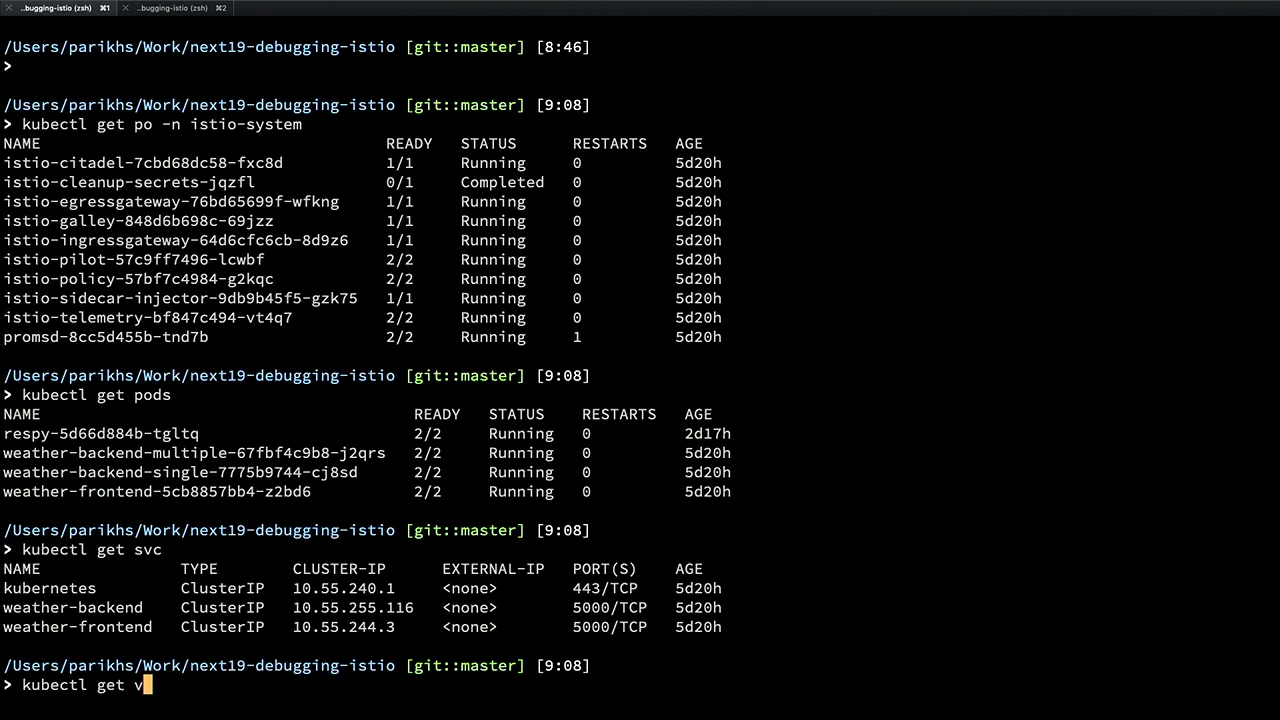 ..bugging-istio (zsh) ⌘1 ..bugging-istio (zsh) ⌘2
/Users/parikhs/Work/next19-debugging-istio [git::master] [8:46]
>
/Users/parikhs/Work/next19-debugging-istio [git::master] [9:08]
> kubectl get po -n istio-system
NAME READY STATUS RESTARTS AGE
istio-citadel-7cbd68dc58-fxc8d 1/1 Running 0 5d20h
istio-cleanup-secrets-jqzfl 0/1 Completed 0 5d20h
istio-egressgateway-76bd65699f-wfkng 1/1 Running 0 5d20h
istio-galley-848d6b698c-69jzz 1/1 Running 0 5d20h
istio-ingressgateway-64d6cfc6cb-8d9z6 1/1 Running 0 5d20h
istio-pilot-57c9ff7496-lcwbf 2/2 Running 0 5d20h
istio-policy-57bf7c4984-g2kqc 2/2 Running 0 5d20h
istio-sidecar-injector-9db9b45f5-gzk75 1/1 Running 0 5d20h
istio-telemetry-bf847c494-vt4q7 2/2 Running 0 5d20h
promsd-8cc5d455b-tnd7b 2/2 Running 1 5d20h
/Users/parikhs/Work/next19-debugging-istio [git::master] [9:08]
> kubectl get pods
NAME READY STATUS RESTARTS AGE
respy-5d66d884b-tgltq 2/2 Running 0 2d17h
weather-backend-multiple-67fbf4c9b8-j2qrs 2/2 Running 0 5d20h
weather-backend-single-7775b9744-cj8sd 2/2 Running 0 5d20h
weather-frontend-5cb8857bb4-z2bd6 2/2 Running 0 5d20h
/Users/parikhs/Work/next19-debugging-istio [git::master] [9:08]
> kubectl get svc
NAME TYPE CLUSTER-IP EXTERNAL-IP PORT(S) AGE
kubernetes ClusterIP 10.55.240.1 <none> 443/TCP 5d20h
weather-backend ClusterIP 10.55.255.116 <none> 5000/TCP 5d20h
weather-frontend ClusterIP 10.55.244.3 <none> 5000/TCP 5d20h
/Users/parikhs/Work/next19-debugging-istio [git::master] [9:08]
> kubectl get v